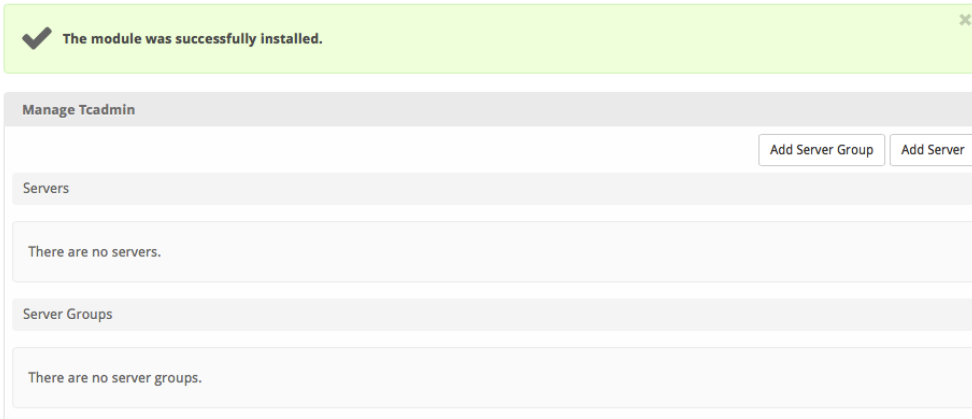 The module was successfully installed.
Manage Tcadmin
Add Server Group Add Server
Servers
There are no servers.
Server Groups
There are no server groups.